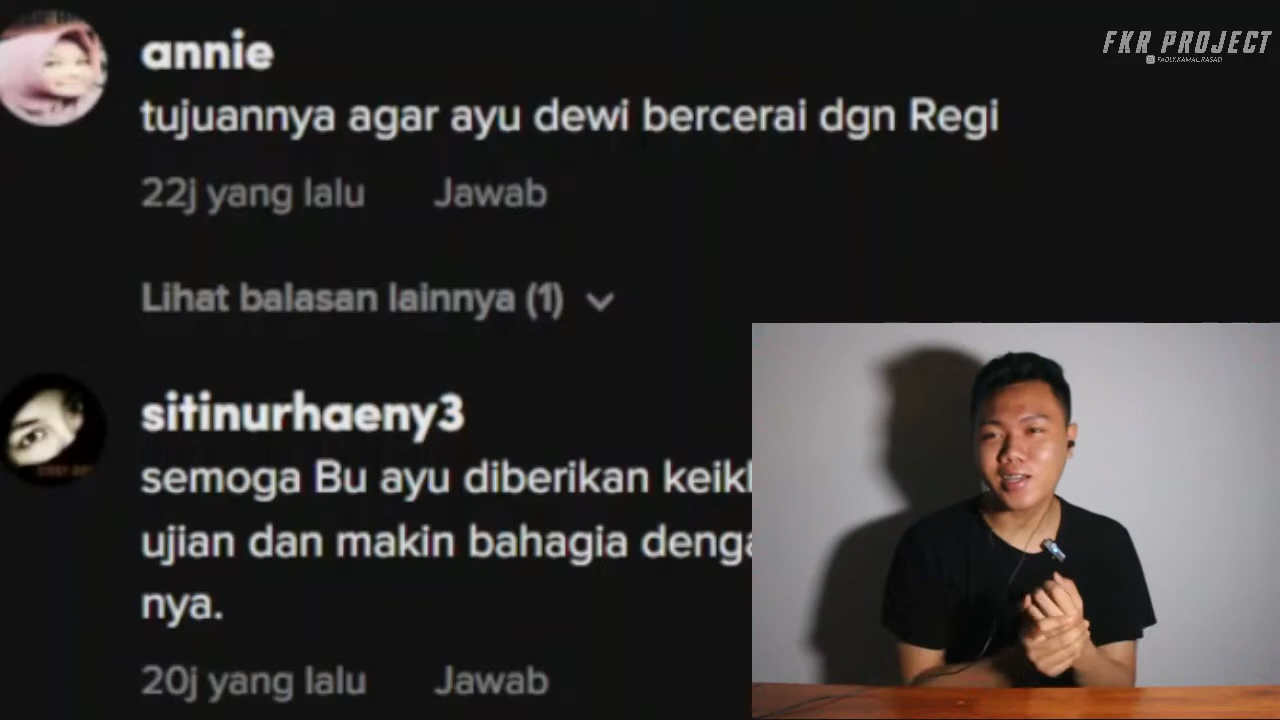 FKR PROJECT
annie
tujuannya agar ayu dewi bercerai dgn Regi
22j yang lalu Jawab
Lihat balasan lainnya (1)
sitinurhaeny3
semoga Bu ayu diberikan
ujian dan makin bahagia
nya.
20j yang lalu Jawab